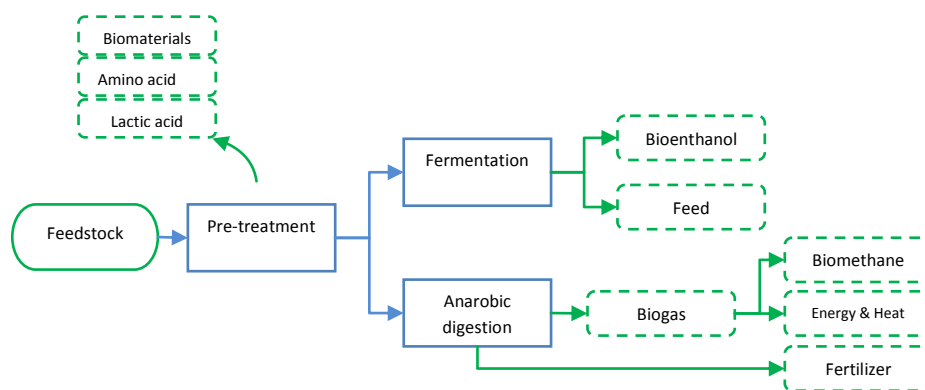 Biomaterials
Amino acid
Lactic acid
Feedstock
Pre-treatment
Fermentation
Bioenthanol
Feed
Anarobic
digestion
Biogas
Biomethane
Energy & Heat
Fertilizer